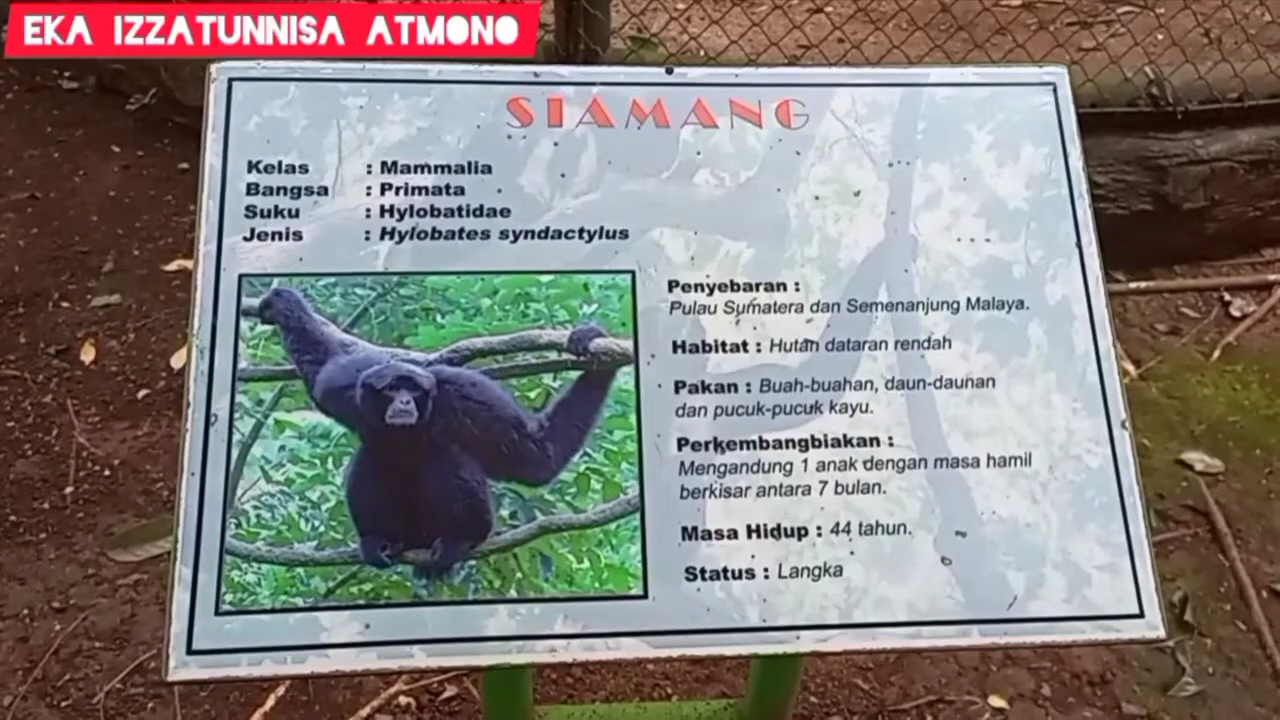 EKA IZZATUNNISA ATMONO
SIAMANG
Kelas : Mammalia
Bangsa : Primata
Suku : Hylobatidae
Jenis : Hylobates syndactylus
Penyebaran :
Pulau Sumatera dan Semenanjung Malaya.
Habitat : Hutan dataran rendah
Pakan : Buah-buahan, daun-daunan
dan pucuk-pucuk kayu.
Perkembangbiakan :
Mengandung 1 anak dengan masa hamil
berkisar antara 7 bulan.
Masa Hidup : 44 tahun.
Status : Langka